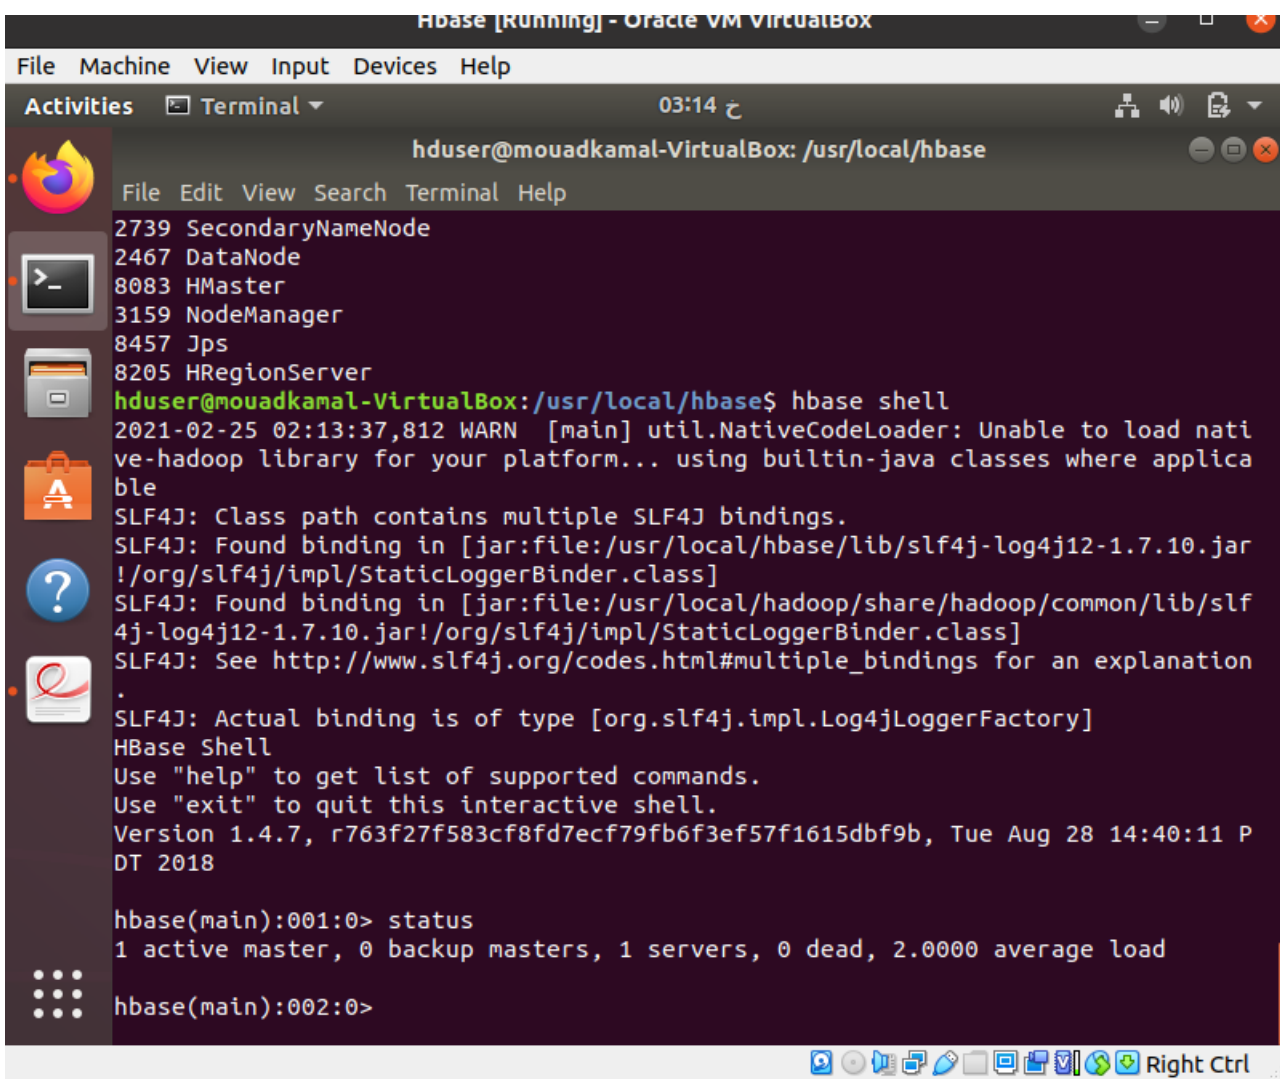 Hbase [Running] - Oracle VM VirtualBox
File Machine View Input Devices Help
Activities Terminal 03:14 خ
hduser@mouadkamal-VirtualBox: /usr/local/hbase
File Edit View Search Terminal Help
2739 SecondaryNameNode
2467 DataNode
8083 HMaster
3159 NodeManager
8457 Jps
8205 HRegionServer
hduser@mouadkamal-VirtualBox:/usr/local/hbase$ hbase shell
2021-02-25 02:13:37,812 WARN  [main] util.NativeCodeLoader: Unable to load nati
ve-hadoop library for your platform... using builtin-java classes where applica
ble
SLF4J: Class path contains multiple SLF4J bindings.
SLF4J: Found binding in [jar:file:/usr/local/hbase/lib/slf4j-log4j12-1.7.10.jar
!/org/slf4j/impl/StaticLoggerBinder.class]
SLF4J: Found binding in [jar:file:/usr/local/hadoop/share/hadoop/common/lib/slf
4j-log4j12-1.7.10.jar!/org/slf4j/impl/StaticLoggerBinder.class]
SLF4J: See http://www.slf4j.org/codes.html#multiple_bindings for an explanation
.
SLF4J: Actual binding is of type [org.slf4j.impl.Log4jLoggerFactory]
HBase Shell
Use "help" to get list of supported commands.
Use "exit" to quit this interactive shell.
Version 1.4.7, r763f27f583cf8fd7ecf79fb6f3ef57f1615dbf9b, Tue Aug 28 14:40:11 P
DT 2018
hbase(main):001:0> status
1 active master, 0 backup masters, 1 servers, 0 dead, 2.0000 average load
hbase(main):002:0>
Right Ctrl